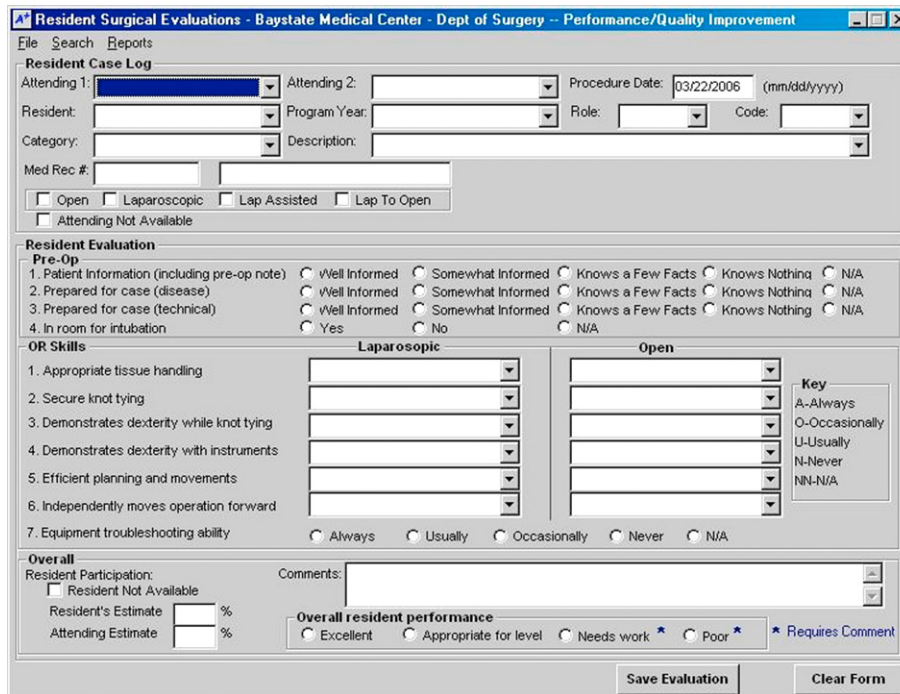 Resident Surgical Evaluations - Baystate Medical Center - Dept of Surgery -- Performance/Quality Improvement
File Search Reports
Resident Case Log
Attending 1: Attending 2: Procedure Date: 03/22/2006 (mm/dd/yyyy)
Resident: Program Year: Role: Code:
Category: Description:
Med Rec #:
Open Laparoscopic Lap Assisted Lap To Open
Attending Not Available
Resident Evaluation
Pre-Op
1. Patient Information (including pre-op note) Well Informed Somewhat Informed Knows a Few Facts Knows Nothing N/A
2. Prepared for case (disease) Well Informed Somewhat Informed Knows a Few Facts Knows Nothing N/A
3. Prepared for case (technical) Well Informed Somewhat Informed Knows a Few Facts Knows Nothing N/A
4. In room for intubation Yes No N/A
OR Skills Laparosopic Open
1. Appropriate tissue handling
2. Secure knot tying
3. Demonstrates dexterity while knot tying
4. Demonstrates dexterity with instruments
5. Efficient planning and movements
6. Independently moves operation forward
Key
A-Always
O-Occasionally
U-Usually
N-Never
NN-N/A
7. Equipment troubleshooting ability Always Usually Occasionally Never N/A
Overall
Resident Participation: Comments:
Resident Not Available
Resident's Estimate %
Attending Estimate %
Overall resident performance
Excellent Appropriate for level Needs work * Poor * * Requires Comment
Save Evaluation Clear Form